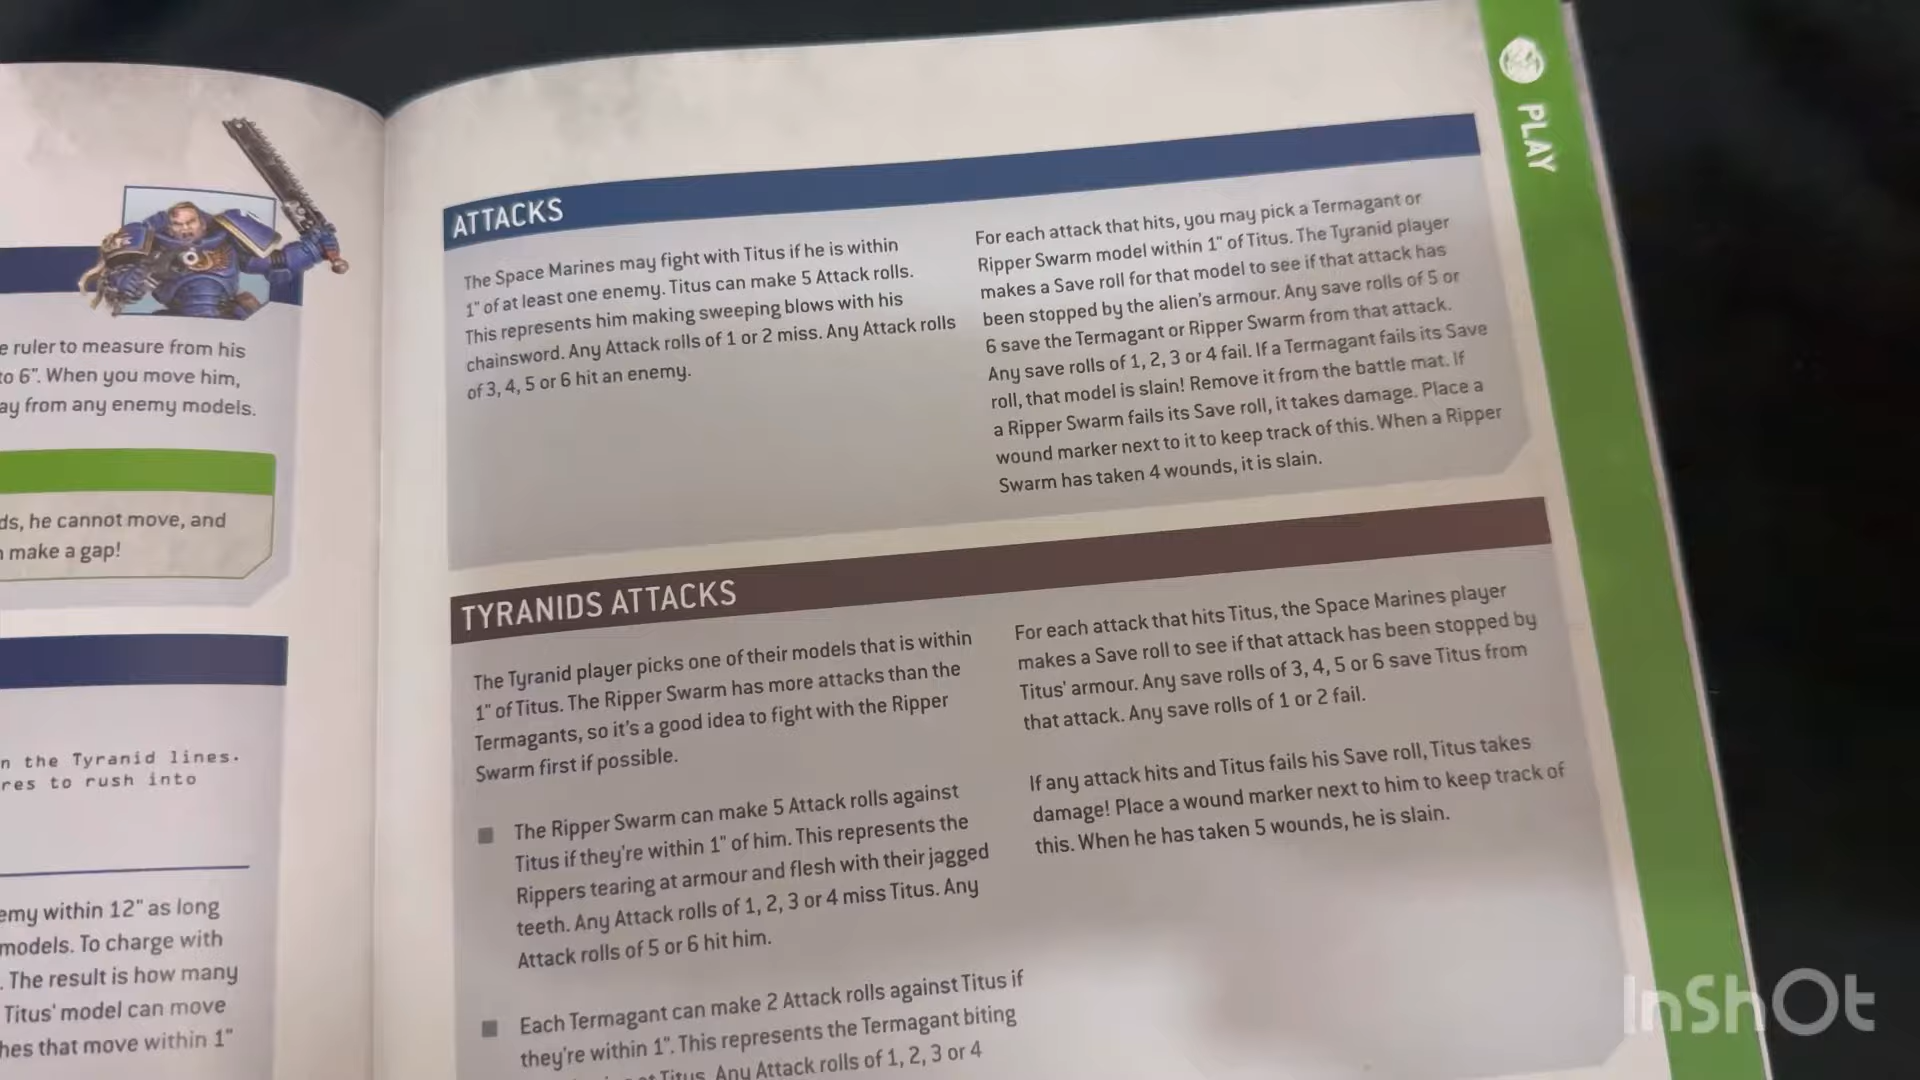 e ruler to measure from his
to 6". When you move him,
ay from any enemy models.
ds, he cannot move, and
make a gap!
n the Tyranid lines.
res to rush into
emy within 12" as long
models. To charge with
. The result is how many
Titus' model can move
hes that move within 1"
ATTACKS
The Space Marines may fight with Titus if he is within
1" of at least one enemy. Titus can make 5 Attack rolls.
This represents him making sweeping blows with his
chainsword. Any Attack rolls of 1 or 2 miss. Any Attack rolls
of 3, 4, 5 or 6 hit an enemy.
For each attack that hits, you may pick a Termagant or
Ripper Swarm model within 1" of Titus. The Tyranid player
makes a Save roll for that model to see if that attack has
been stopped by the alien's armour. Any save rolls of 5 or
6 save the Termagant or Ripper Swarm from that attack.
Any save rolls of 1, 2, 3 or 4 fail. If a Termagant fails its Save
roll, that model is slain! Remove it from the battle mat. If
a Ripper Swarm fails its Save roll, it takes damage. Place a
wound marker next to it to keep track of this. When a Ripper
Swarm has taken 4 wounds, it is slain.
TYRANIDS ATTACKS
The Tyranid player picks one of their models that is within
1" of Titus. The Ripper Swarm has more attacks than the
Termagants, so it's a good idea to fight with the Ripper
Swarm first if possible.
The Ripper Swarm can make 5 Attack rolls against
Titus if they're within 1" of him. This represents the
Rippers tearing at armour and flesh with their jagged
teeth. Any Attack rolls of 1, 2, 3 or 4 miss Titus. Any
Attack rolls of 5 or 6 hit him.
Each Termagant can make 2 Attack rolls against Titus if
they're within 1". This represents the Termagant biting
Titus. Any Attack rolls of 1, 2, 3 or 4
For each attack that hits Titus, the Space Marines player
makes a Save roll to see if that attack has been stopped by
Titus' armour. Any save rolls of 3, 4, 5 or 6 save Titus from
that attack. Any save rolls of 1 or 2 fail.
If any attack hits and Titus fails his Save roll, Titus takes
damage! Place a wound marker next to him to keep track of
this. When he has taken 5 wounds, he is slain.
PLAY
InShOt